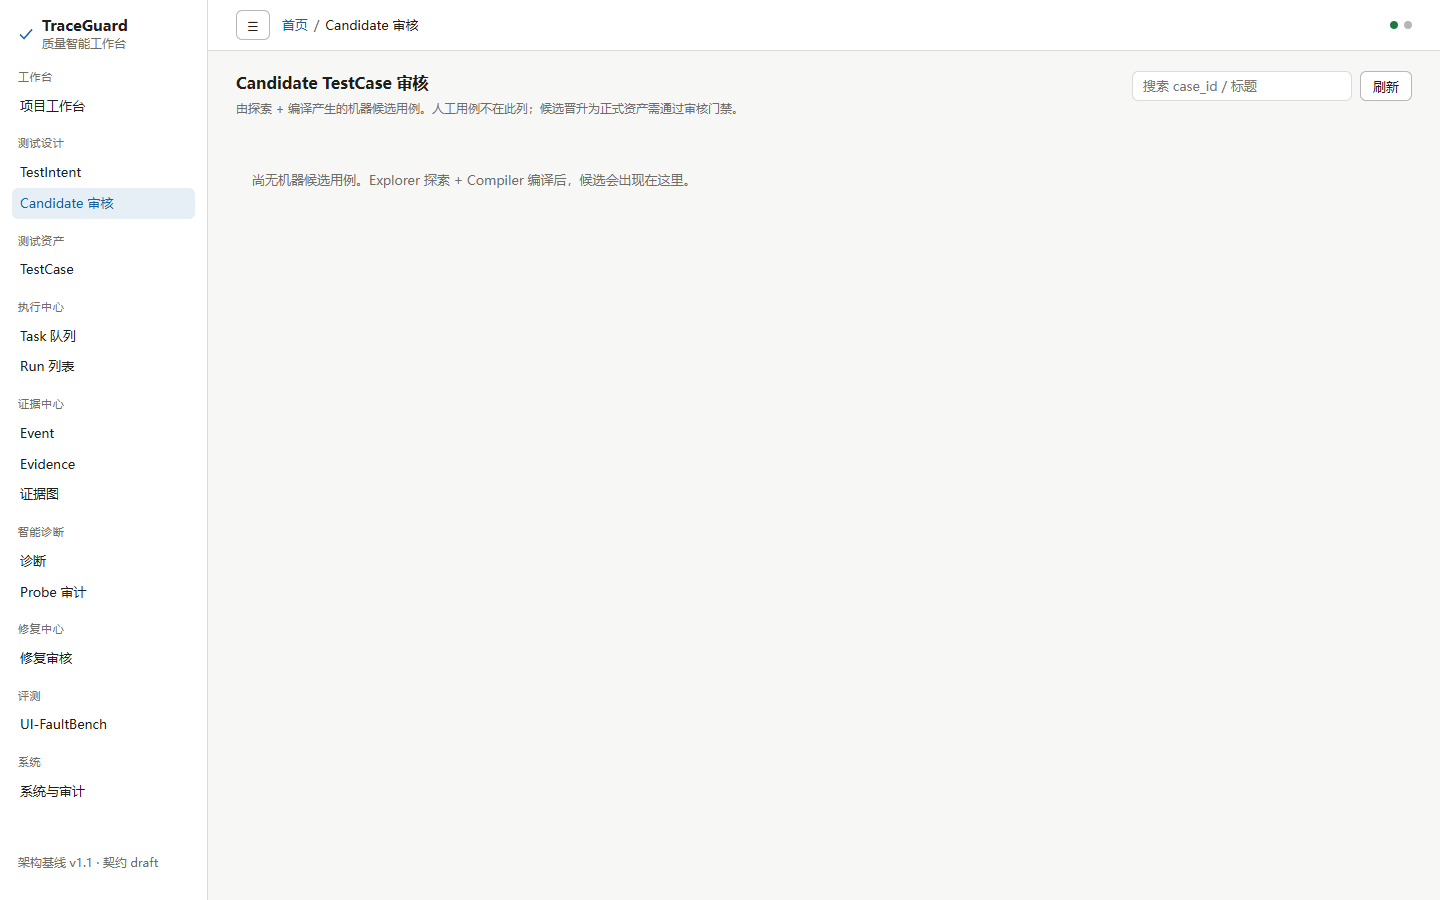 TraceGuard
质量智能工作台
工作台
项目工作台
测试设计
TestIntent
Candidate 审核
测试资产
TestCase
执行中心
Task 队列
Run 列表
证据中心
Event
Evidence
证据图
智能诊断
诊断
Probe 审计
修复中心
修复审核
评测
UI-FaultBench
系统
系统与审计
架构基线 v1.1 · 契约 draft
首页 / Candidate 审核
Candidate TestCase 审核
由探索 + 编译产生的机器候选用例。人工用例不在此列；候选晋升为正式资产需通过审核门禁。
搜索 case_id / 标题
刷新
尚无机器候选用例。Explorer 探索 + Compiler 编译后，候选会出现在这里。